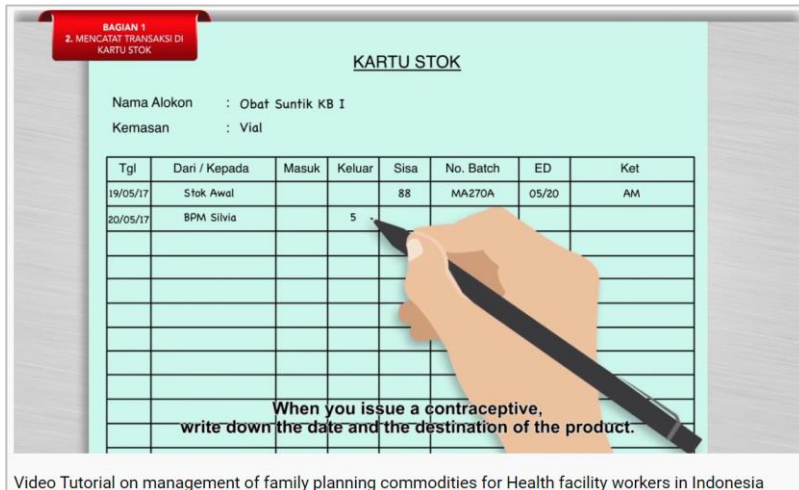 BAGIAN 1
2. MENCATAT TRANSAKSI DI
KARTU STOK
KARTU STOK
Nama Alokon : Obat Suntik KB I
Kemasan : Vial
Tgl Dari / Kepada Masuk Keluar Sisa No. Batch ED Ket
19/05/17 Stok Awal 88 MA270A 05/20 AM
20/05/17 BPM Silvia 5
When you issue a contraceptive,
write down the date and the destination of the product.
Video Tutorial on management of family planning commodities for Health facility workers in Indonesia